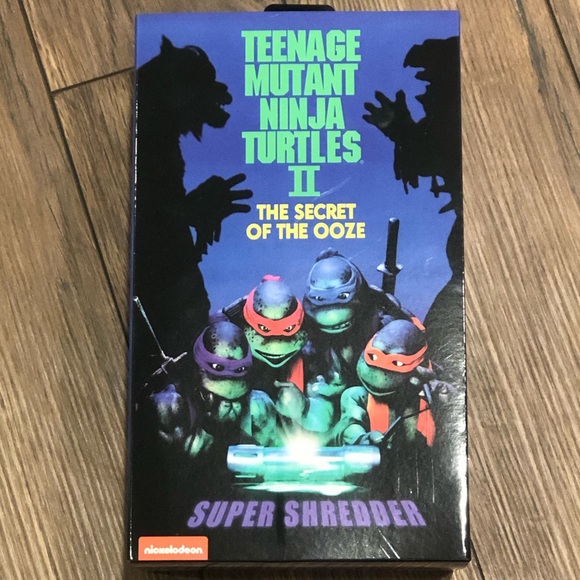 TEENAGE
MUTANT
NINJA
TURTLES
II
THE SECRET
OF THE OOZE
SUPER SHREDDER
nickelodeon